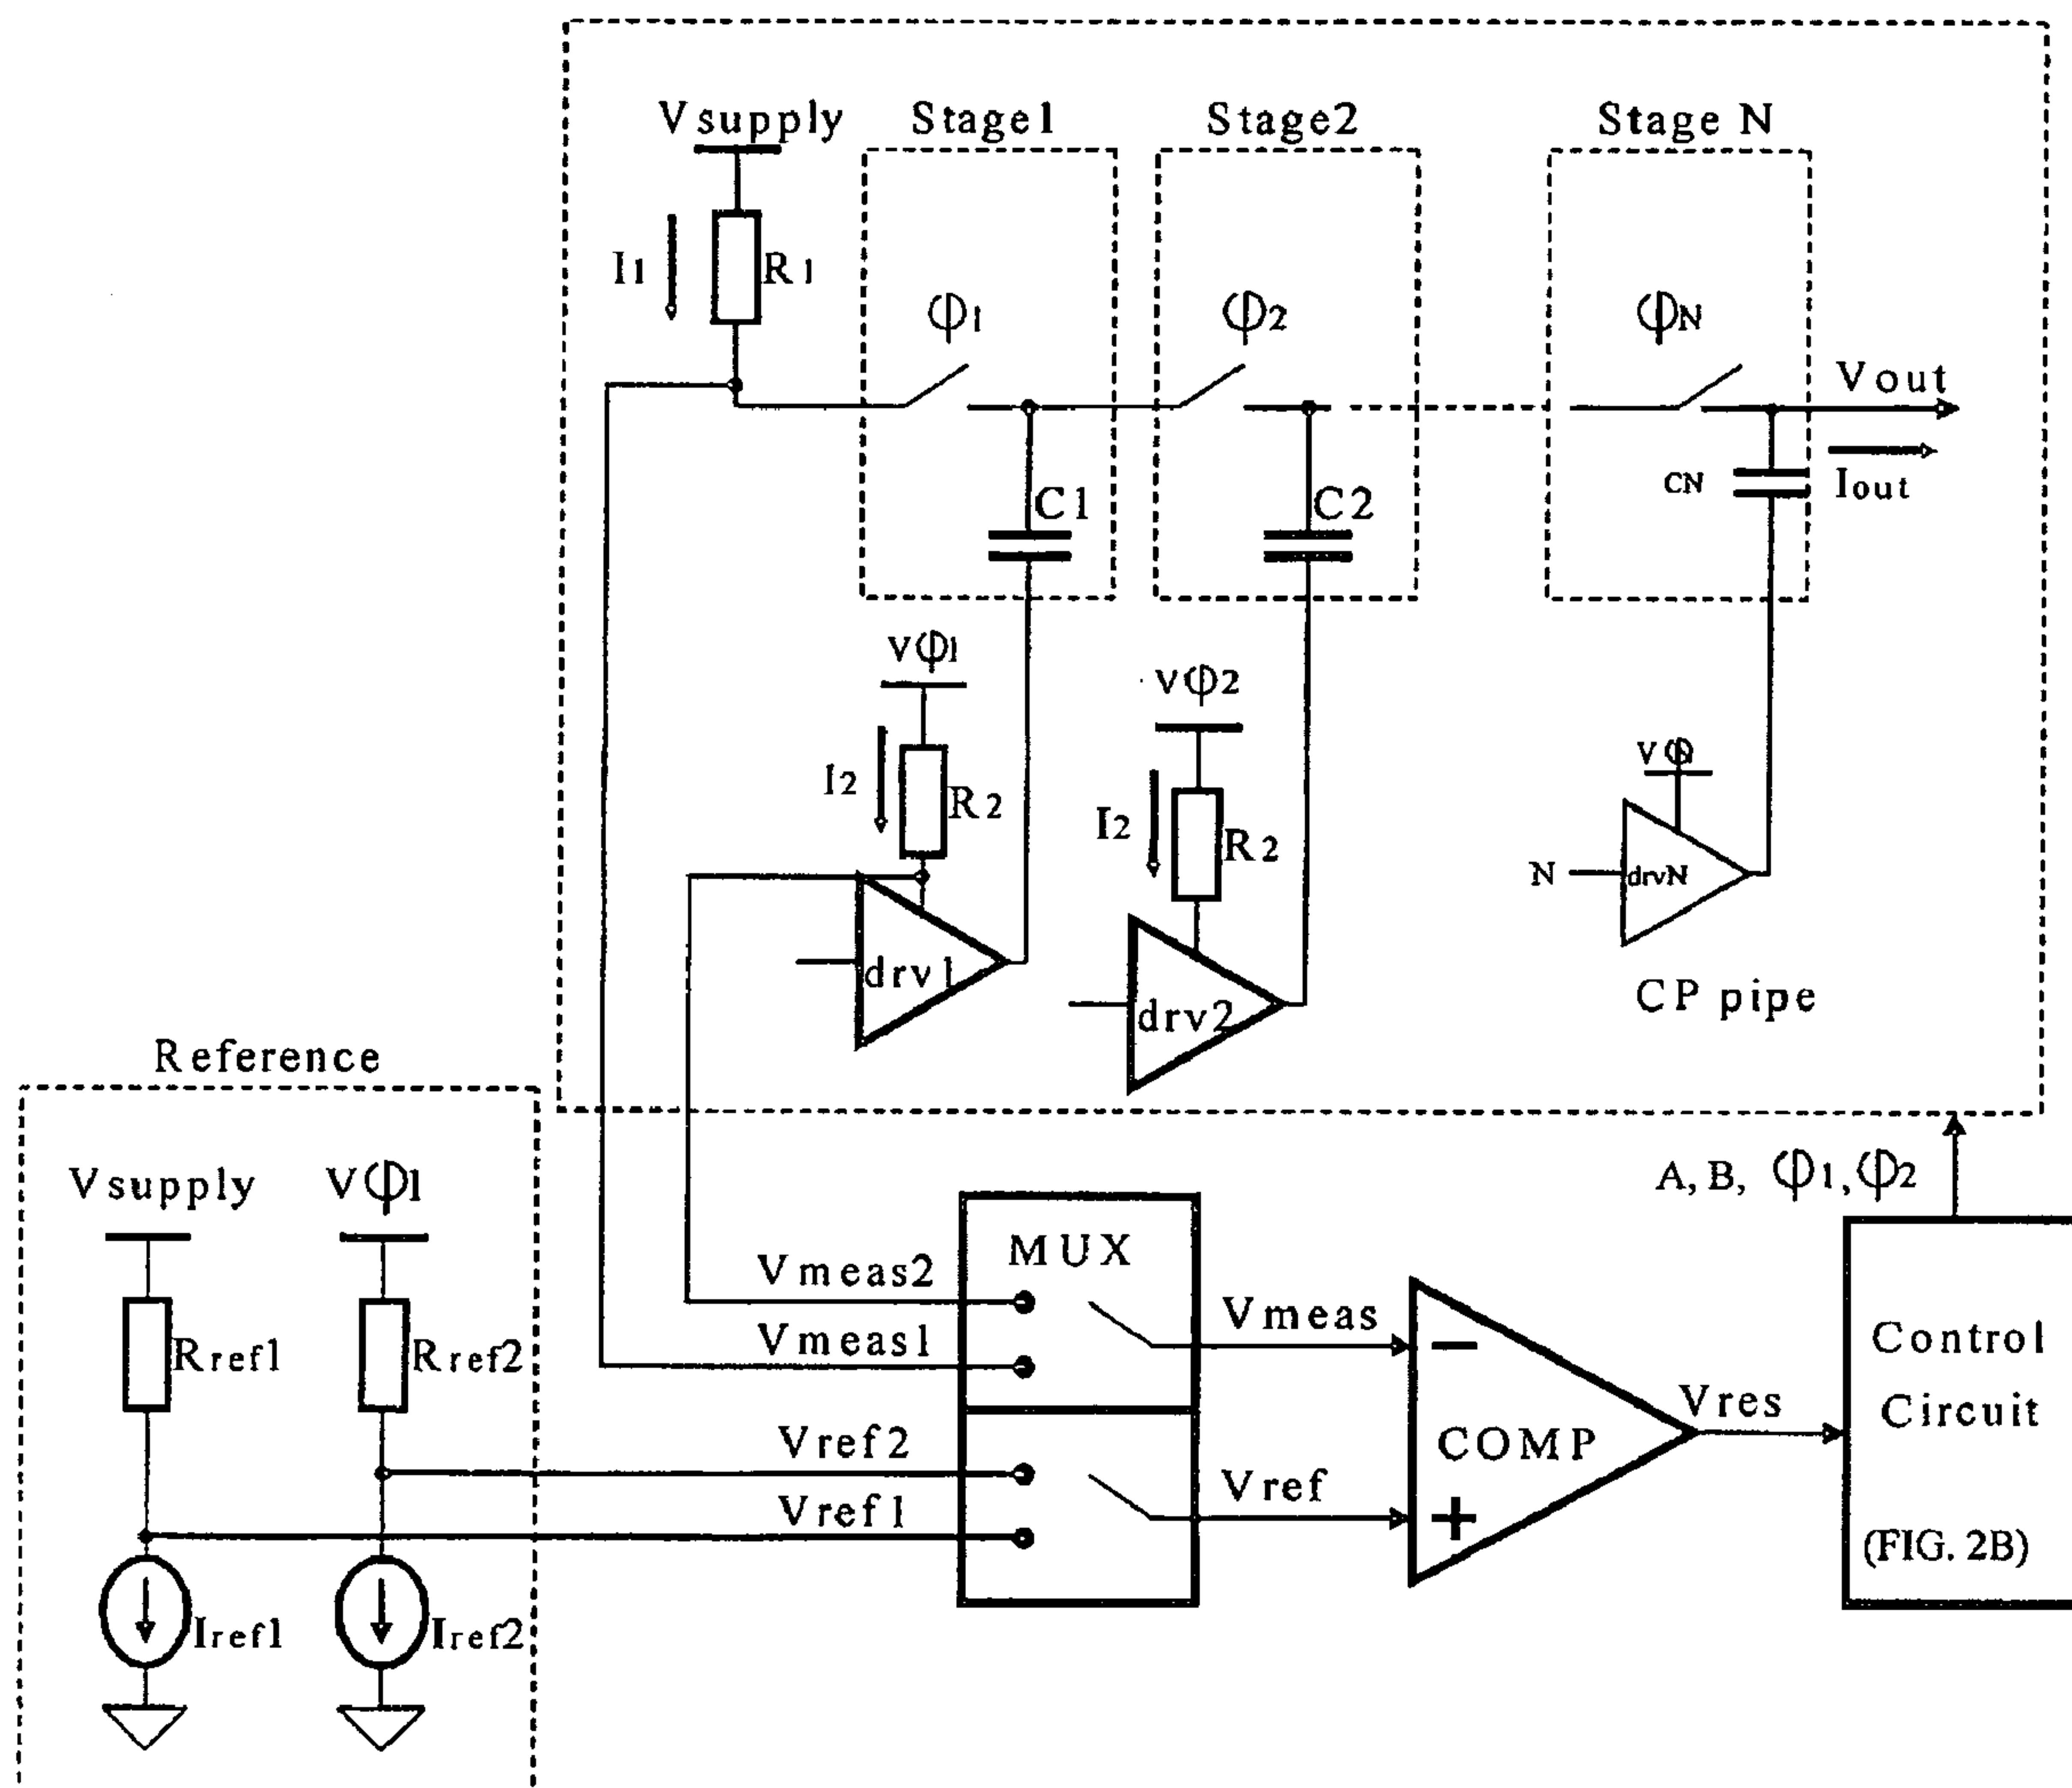 Vsupply
Stage1
Stage2
Stage N
I1
R1
φ1
φ2
φN
Vout
Iout
C1
C2
CN
Vφ1
Vφ2
Vφ
I2
R2
I2
R2
drv1
drv2
N
drvN
CP pipe
Reference
Vsupply
Vφ1
A, B, φ1, φ2
Rref1
Rref2
MUX
Vmeas2
Vmeas1
Vmeas
Vref2
Vref1
Vref
−
COMP
+
Vres
Control
Circuit
(FIG. 2B)
Iref1
Iref2